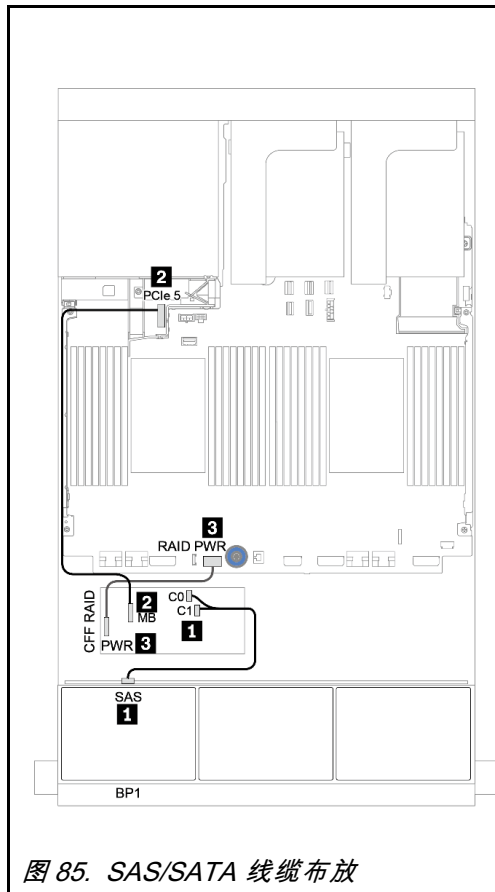 2
PCIe 5
3
RAID PWR
CFF RAID
2
MB
PWR 3
C0
C1
1
SAS
1
BP1
图 85. SAS/SATA 线缆布放